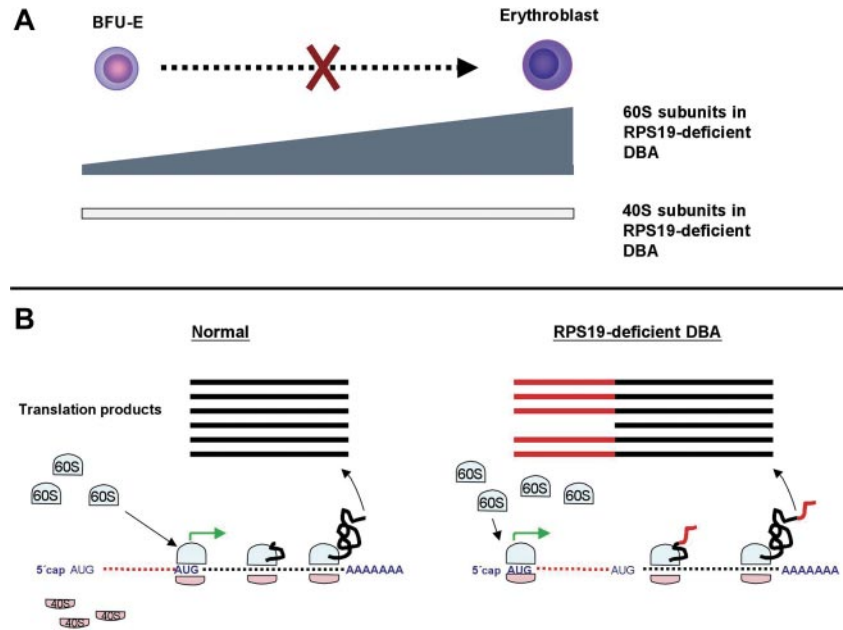 A
BFU-E
Erythroblast
60S subunits in
RPS19-deficient
DBA
40S subunits in
RPS19-deficient
DBA
B
Normal
RPS19-deficient DBA
Translation products
60S
60S
60S
60S
60S
60S
60S
5´cap AUG
AUG
AAAAAAA
5´cap AUG
AUG
AAAAAAA
40S
40S
40S